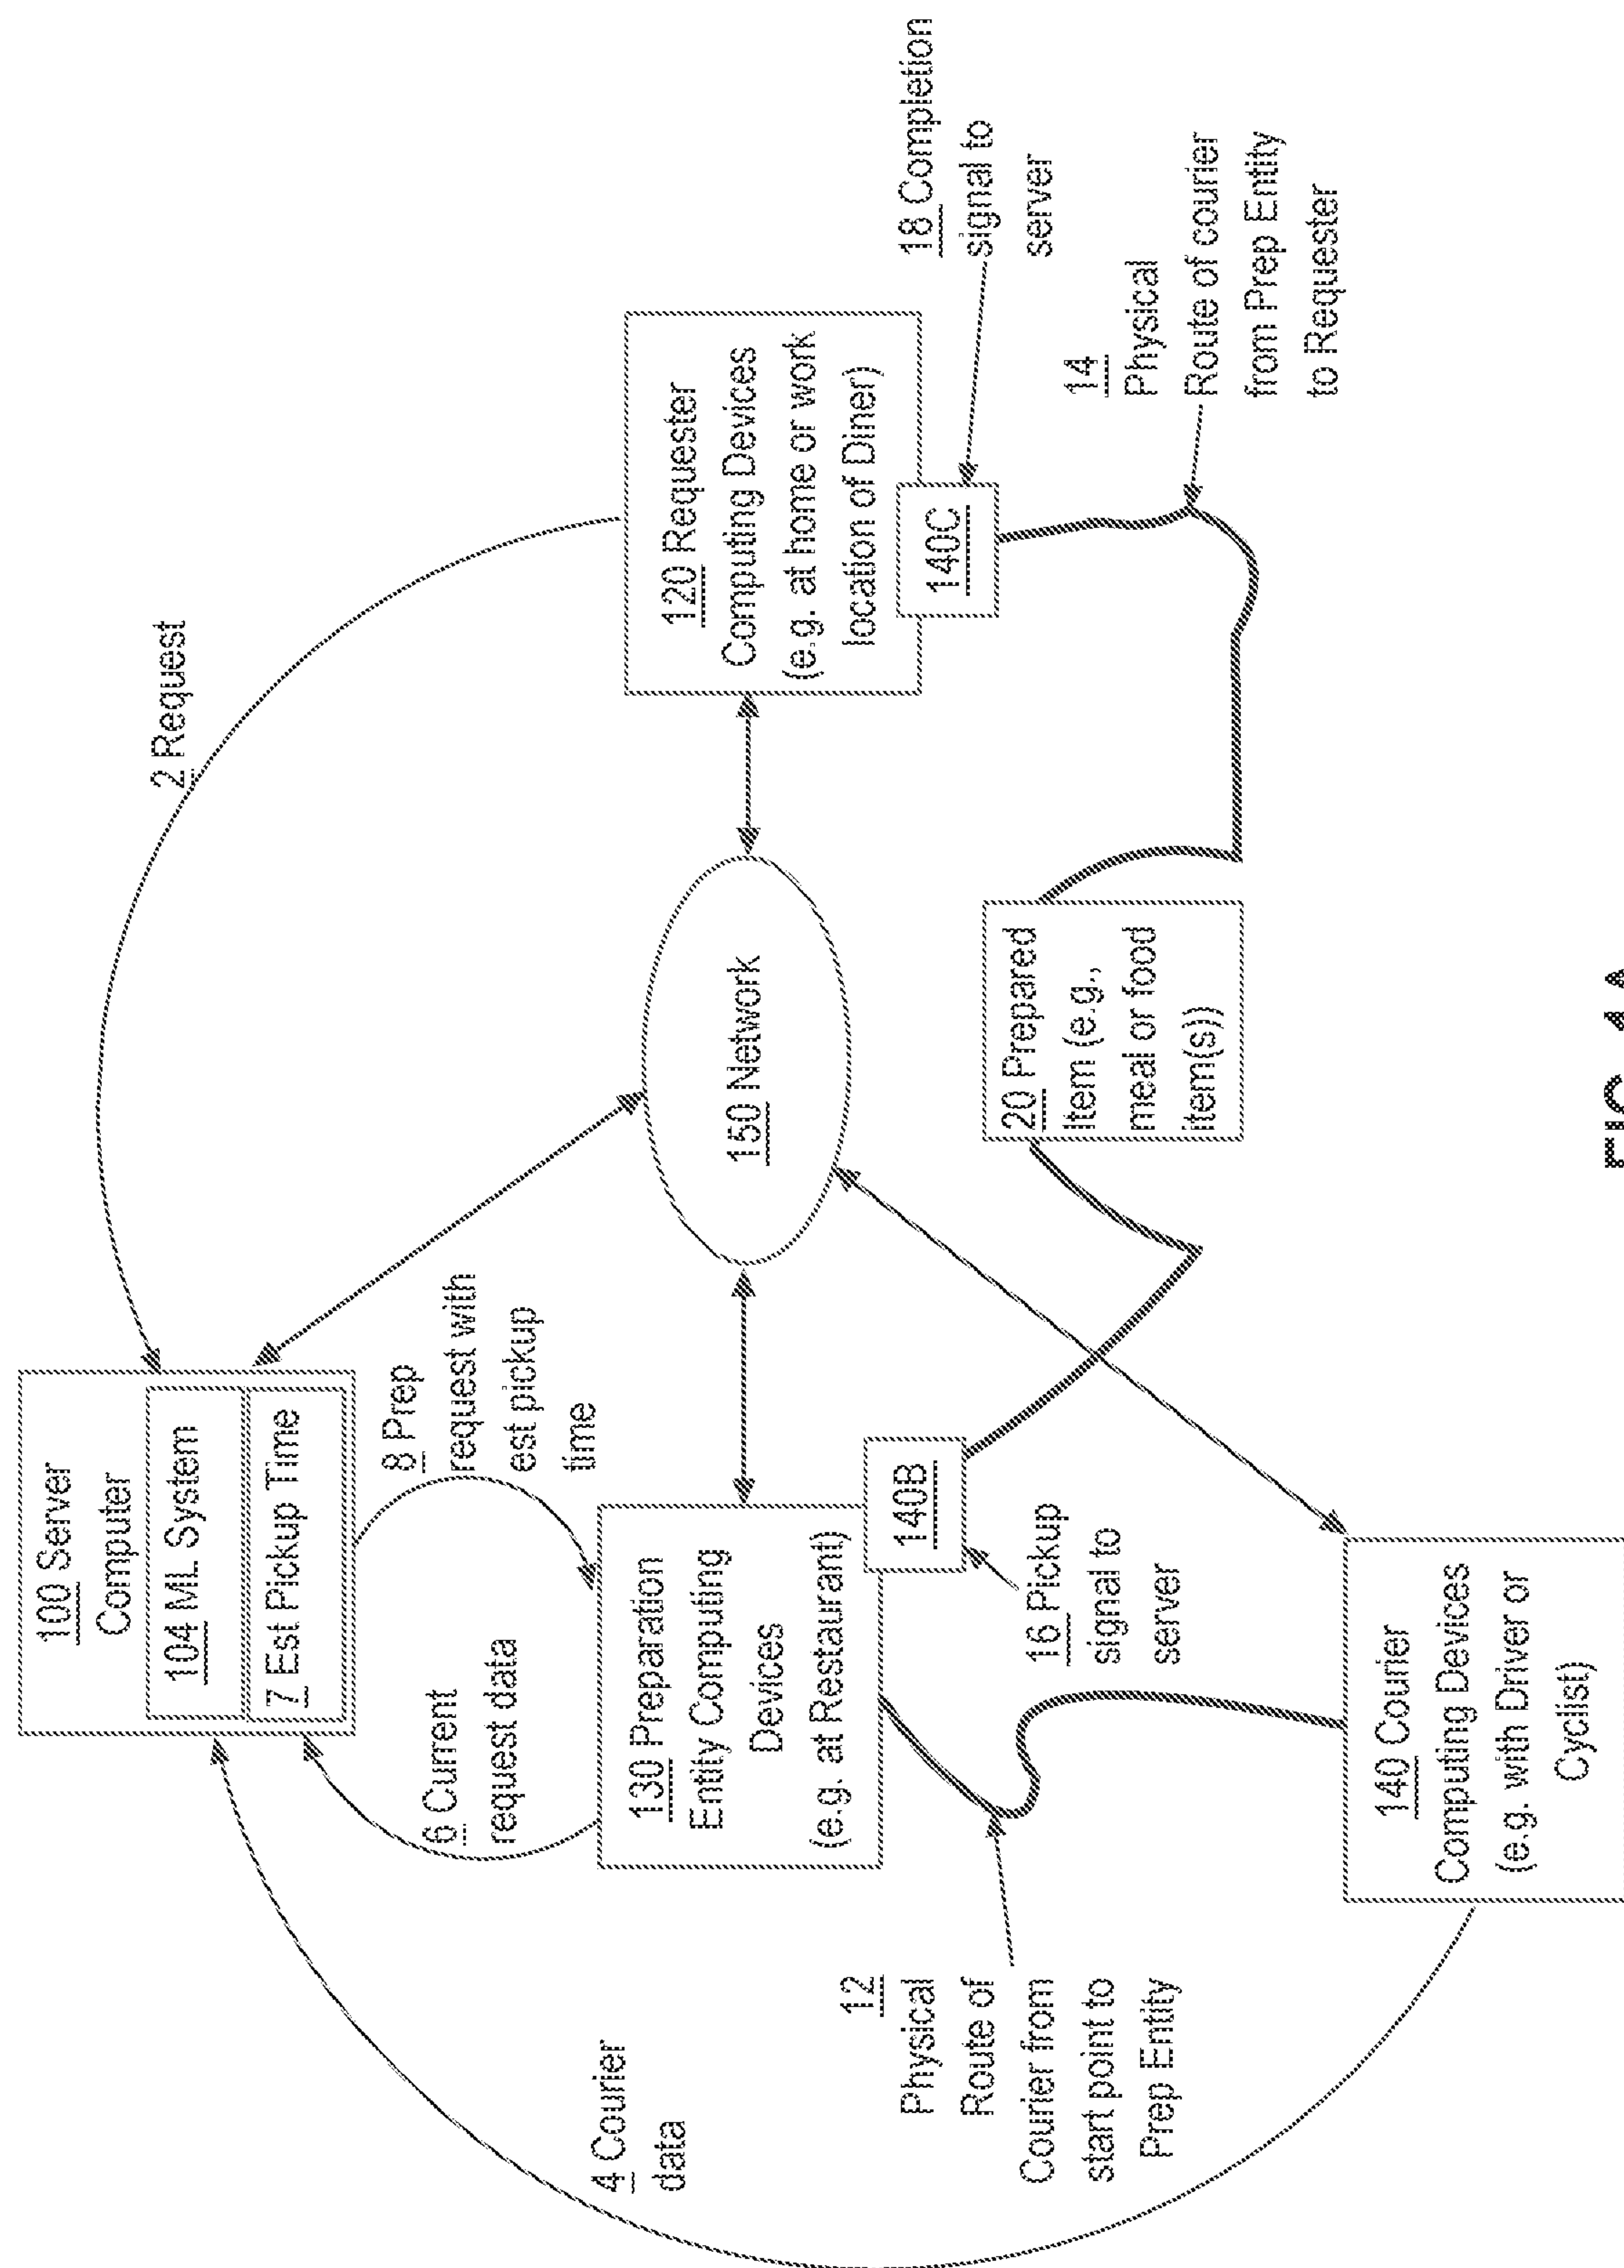 2 Request
100 Server
Computer
104 ML System
7 Est Pickup Time
4 Courier
data
6 Current
request data
8 Prep
request with
est pickup
time
130 Preparation
Entity Computing
Devices
(e.g. at Restaurant)
150 Network
120 Requester
Computing Devices
(e.g. at home or work
location of Diner)
140B
140C
18 Completion
signal to
server
12
Physical
Route of
Courier from
start point to
Prep Entity
16 Pickup
signal to
server
20 Prepared
Item (e.g.,
meal or food
item(s))
14
Physical
Route of courier
from Prep Entity
to Requester
140 Courier
Computing Devices
(e.g. with Driver or
Cyclist)